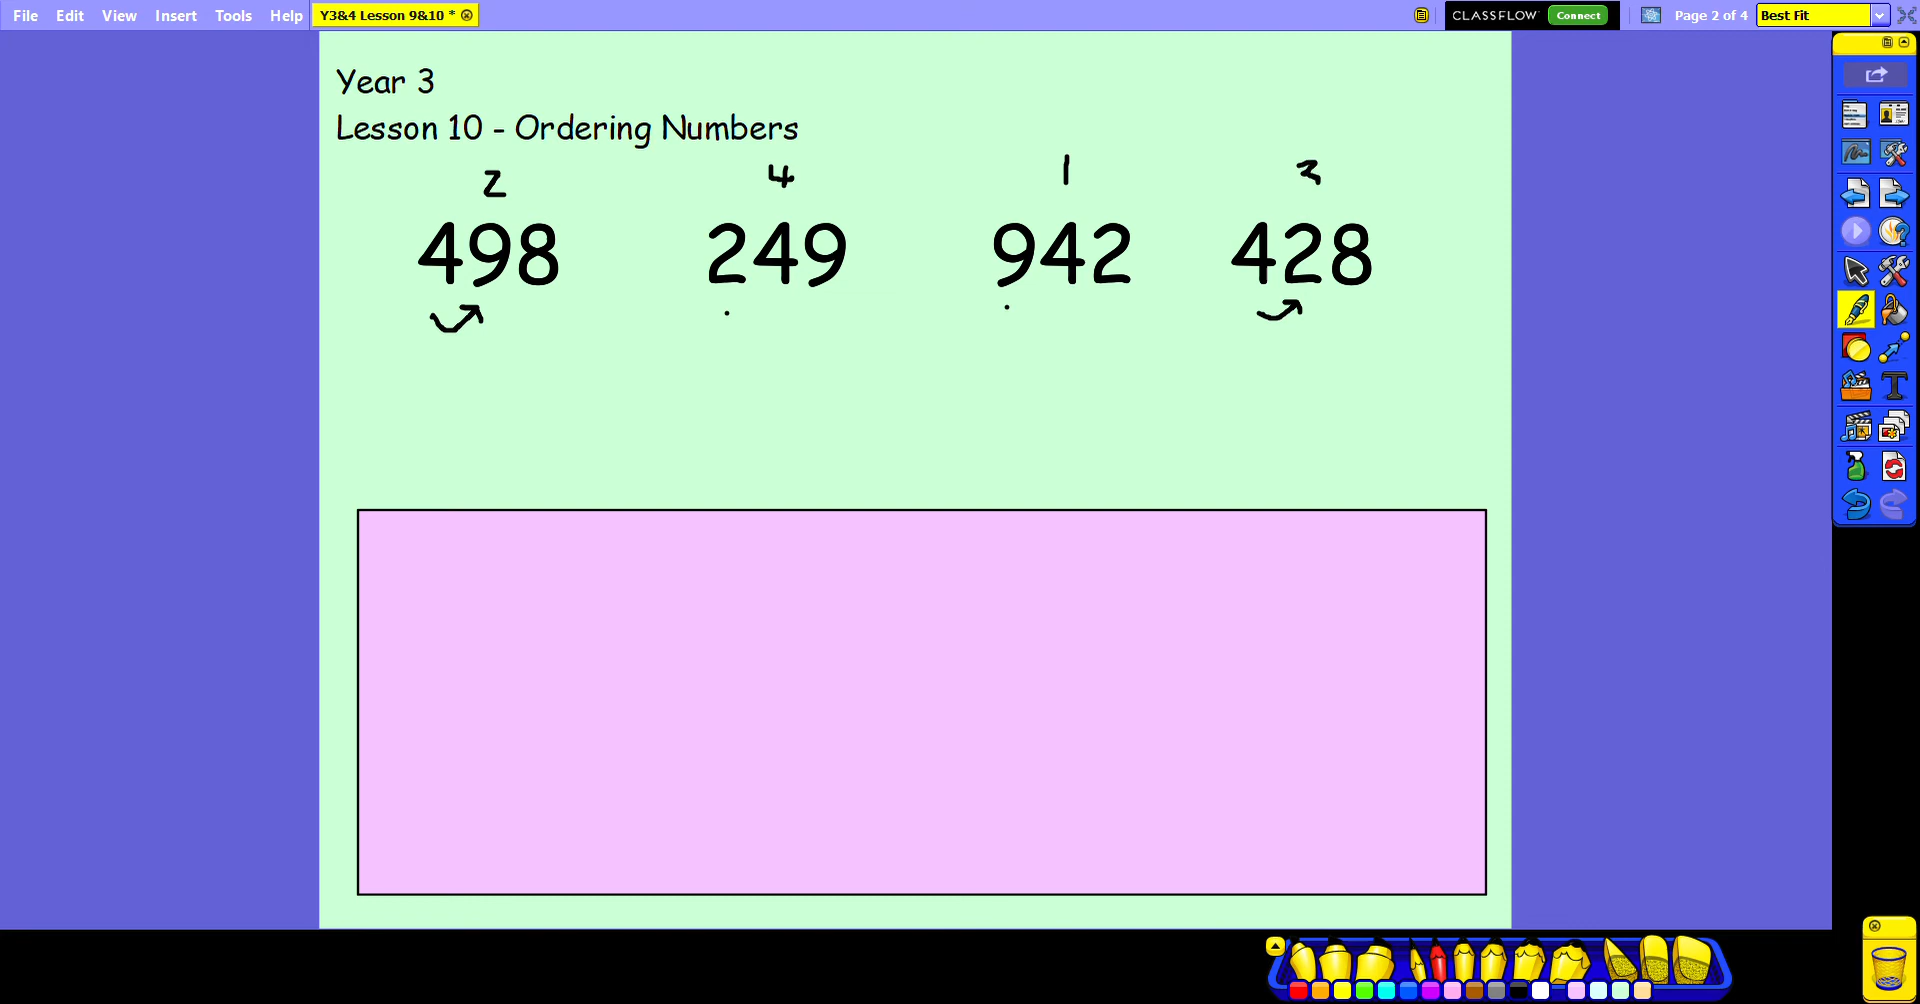 File Edit View Insert Tools Help Y3&4 Lesson 9&10 * CLASSFLOW Connect Page 2 of 4 Best Fit
Year 3
Lesson 10 - Ordering Numbers
2 4 1 3
498 249 942 428